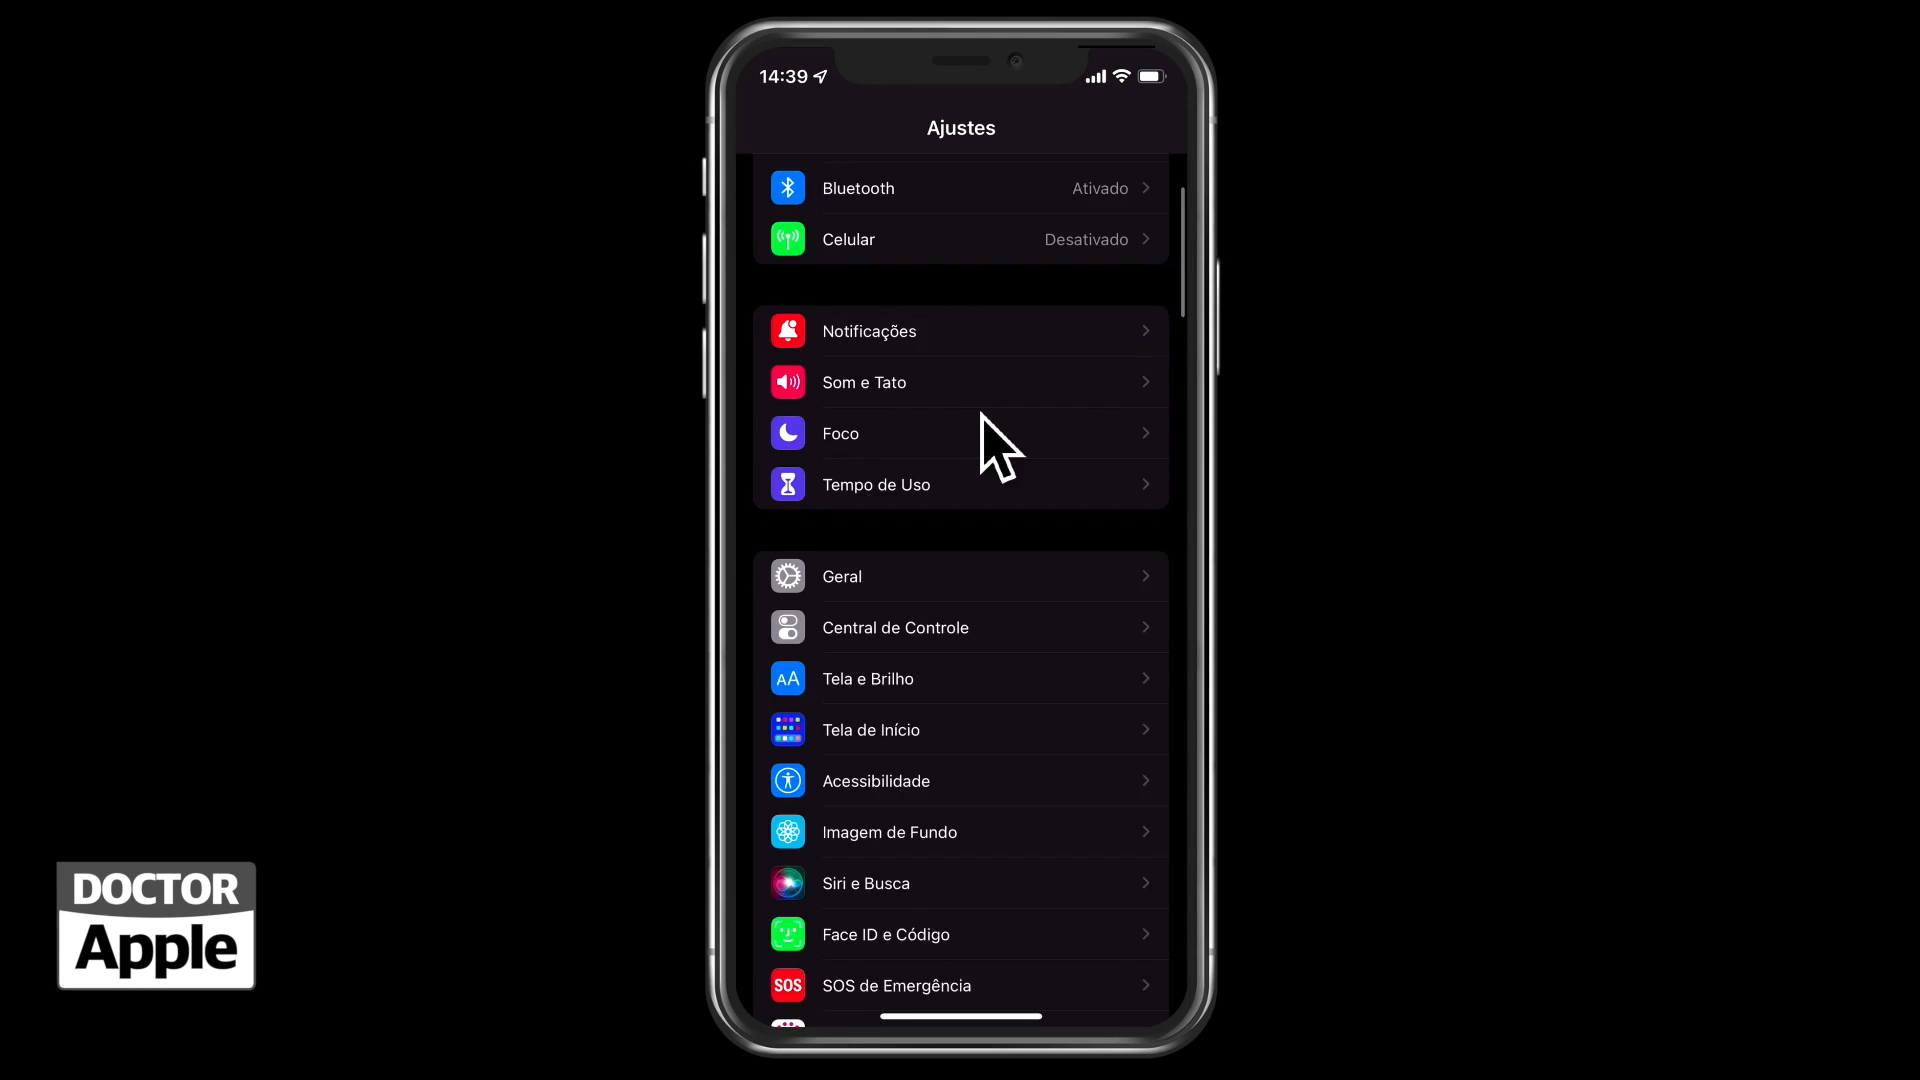 14:39
Ajustes
Bluetooth Ativado
Celular Desativado
Notificações
Som e Tato
Foco
Tempo de Uso
Geral
Central de Controle
AA Tela e Brilho
Tela de Início
Acessibilidade
Imagem de Fundo
Siri e Busca
Face ID e Código
SOS SOS de Emergência
DOCTOR
Apple